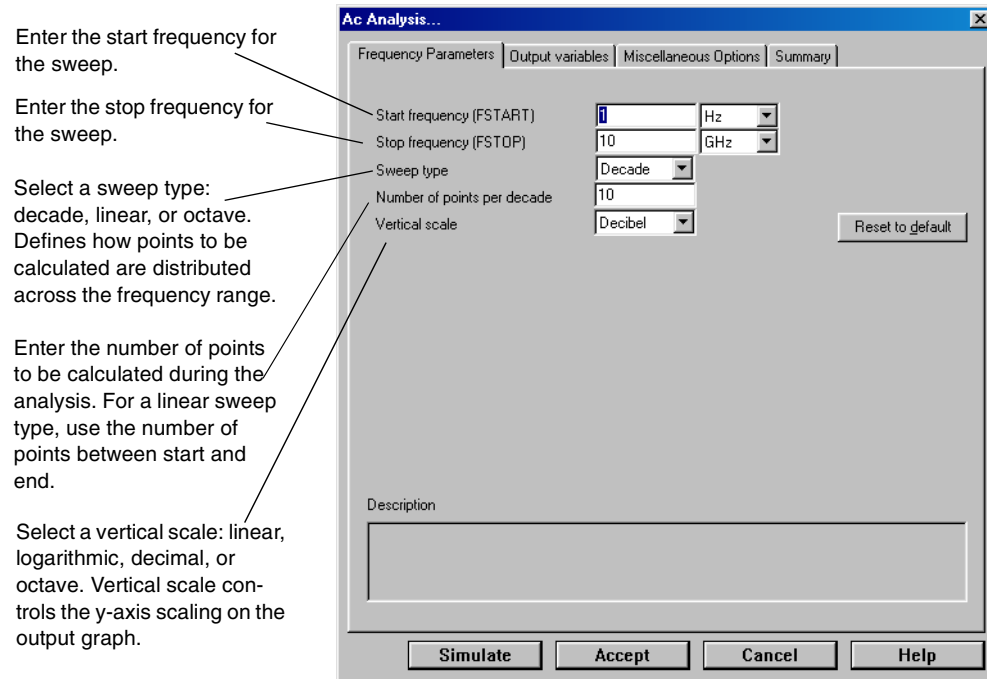 Enter the start frequency for
the sweep.
Enter the stop frequency for
the sweep.
Select a sweep type:
decade, linear, or octave.
Defines how points to be
calculated are distributed
across the frequency range.
Enter the number of points
to be calculated during the
analysis. For a linear sweep
type, use the number of
points between start and
end.
Select a vertical scale: linear,
logarithmic, decimal, or
octave. Vertical scale con-
trols the y-axis scaling on the
output graph.
Ac Analysis...
Frequency Parameters Output variables Miscellaneous Options Summary
Start frequency (FSTART) 1 Hz
Stop frequency (FSTOP) 10 GHz
Sweep type Decade
Number of points per decade 10
Vertical scale Decibel
Reset to default
Description
Simulate Accept Cancel Help